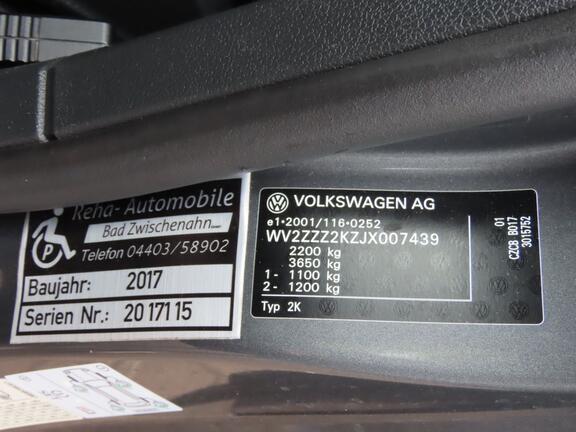 Reha- Automobile
Bad Zwischenahn
Telefon 04403/58902
Baujahr: 2017
Serien Nr.: 20 171 15
P
VOLKSWAGEN AG
e1*2001/116*0252
WV2ZZZ2KZJX007439
2200 kg
3650 kg
1- 1100 kg
2- 1200 kg
Typ 2K
01
CZCB B017
3015752